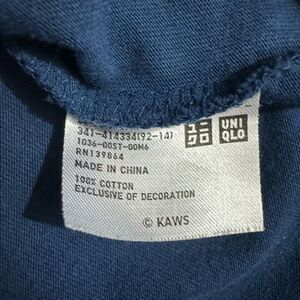 341-414334(92-14)
1036-00ST-00M6
RN139864
MADE IN CHINA
100% COTTON
EXCLUSIVE OF DECORATION
© KAWS
ユニ
クロ
UNI
QLO